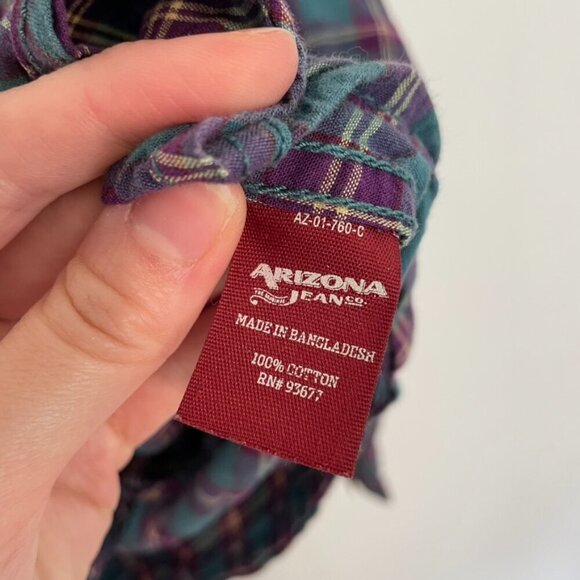 AZ-01-760-C
ARIZONA
THE ORIGINAL JEAN CO.
MADE IN BANGLADESH
100% COTTON
RN# 93677